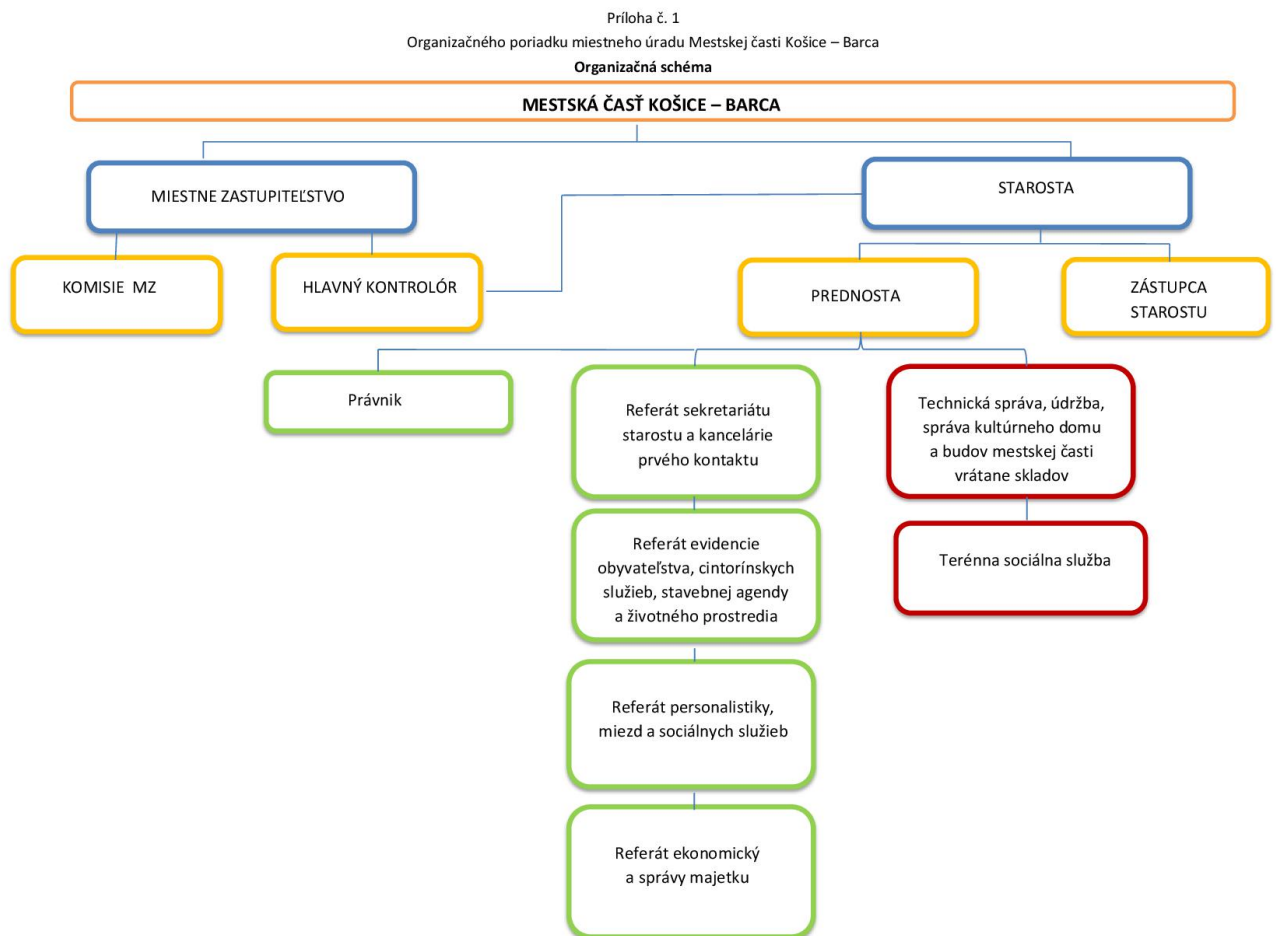 Príloha č. 1
Organizačného poriadku miestneho úradu Mestskej časti Košice – Barca
Organizačná schéma
MESTSKÁ ČASŤ KOŠICE – BARCA
MIESTNE ZASTUPITEĽSTVO
STAROSTA
KOMISIE MZ
HLAVNÝ KONTROLÓR
PREDNOSTA
ZÁSTUPCA
STAROSTU
Právnik
Referát sekretariátu
starostu a kancelárie
prvého kontaktu
Technická správa, údržba,
správa kultúrneho domu
a budov mestskej časti
vrátane skladov
Referát evidencie
obyvateľstva, cintorínskych
služieb, stavebnej agendy
a životného prostredia
Terénna sociálna služba
Referát personalistiky,
miezd a sociálnych služieb
Referát ekonomický
a správy majetku